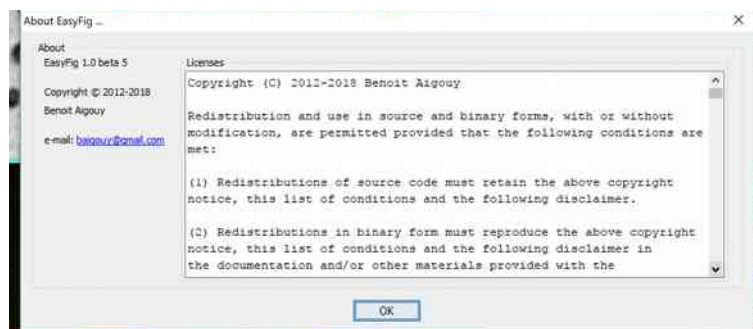 About EasyFig ...
About
EasyFig 1.0 beta 5
Copyright © 2012-2018
Benoit Aigouy
e-mail: baigouy@gmail.com
Licenses
Copyright (C) 2012-2018 Benoit Aigouy
Redistribution and use in source and binary forms, with or without
modification, are permitted provided that the following conditions are
met:
(1) Redistributions of source code must retain the above copyright
notice, this list of conditions and the following disclaimer.
(2) Redistributions in binary form must reproduce the above copyright
notice, this list of conditions and the following disclaimer in
the documentation and/or other materials provided with the
OK